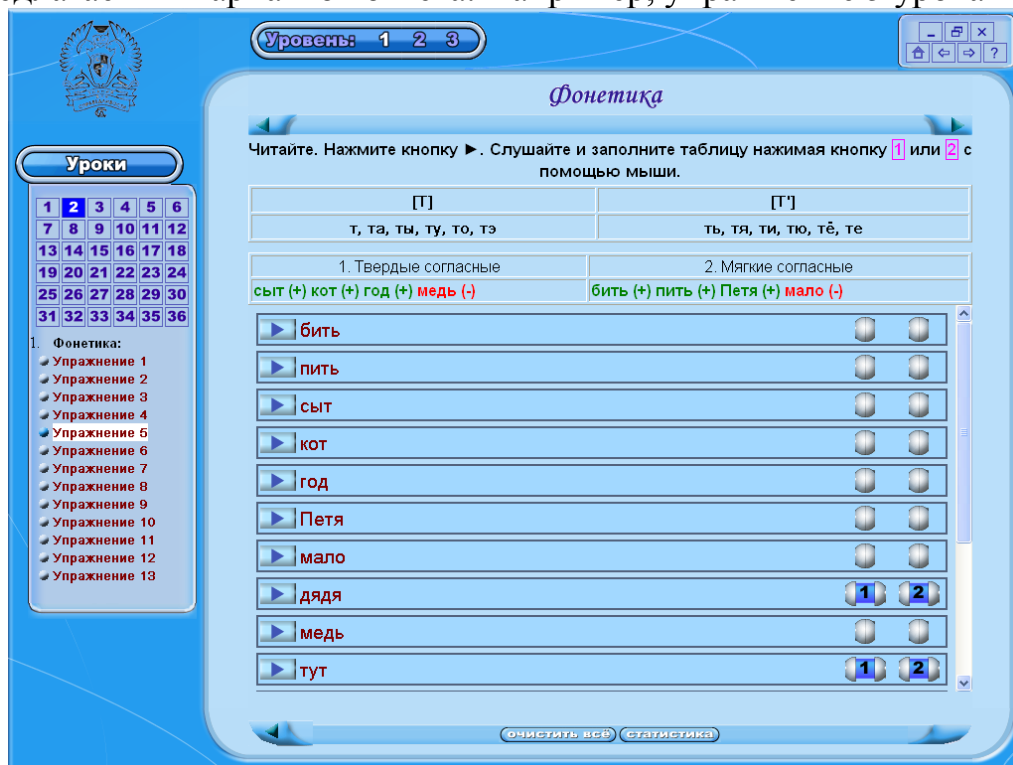 Уровень: 1 2 3
_ х
?
Фонетика
Уроки
Читайте. Нажмите кнопку ►. Слушайте и заполните таблицу нажимая кнопку 1 или 2 с
помощью мыши.
[Т] [Т']
т, та, ты, ту, то, тэ ть, тя, ти, тю, тё, те
1. Твердые согласные 2. Мягкие согласные
сыт (+) кот (+) год (+) медь (-) бить (+) пить (+) Петя (+) мало (-)
1 2 3 4 5 6
7 8 9 10 11 12
13 14 15 16 17 18
19 20 21 22 23 24
25 26 27 28 29 30
31 32 33 34 35 36
1. Фонетика:
Упражнение 1
Упражнение 2
Упражнение 3
Упражнение 4
Упражнение 5
Упражнение 6
Упражнение 7
Упражнение 8
Упражнение 9
Упражнение 10
Упражнение 11
Упражнение 12
Упражнение 13
бить
пить
сыт
кот
год
Петя
мало
дядя 1 2
медь
тут 1 2
очистить всё статистика